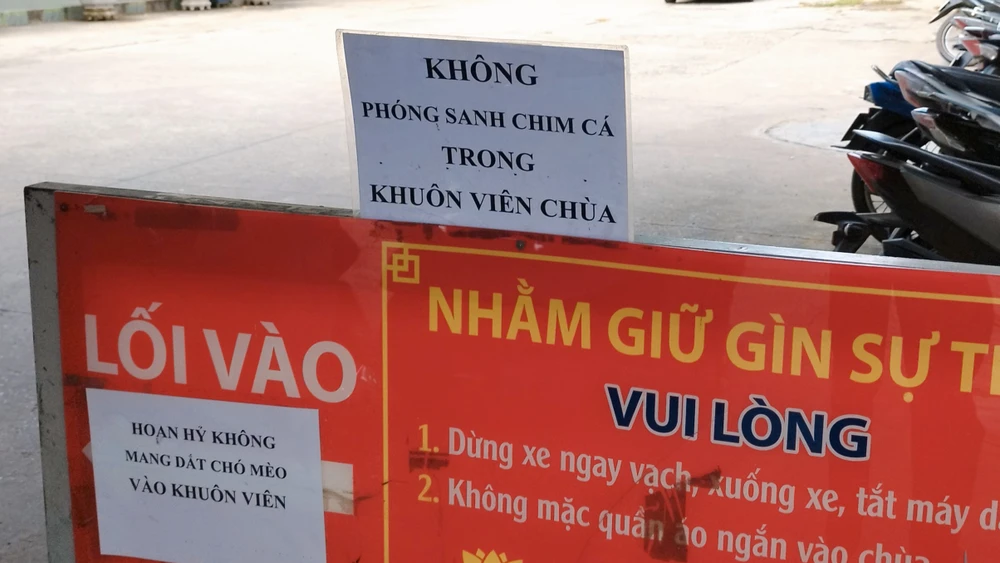 KHÔNG
PHÓNG SANH CHIM CÁ
TRONG
KHUÔN VIÊN CHÙA
LỐI VÀO
HOAN HỶ KHÔNG
MANG DẮT CHÓ MÈO
VÀO KHUÔN VIÊN
NHẰM GIỮ GÌN SỰ T
VUI LÒNG
1. Dừng xe ngay vạch, xuống xe, tắt máy d
2. Không mặc quần áo ngắn vào chùa